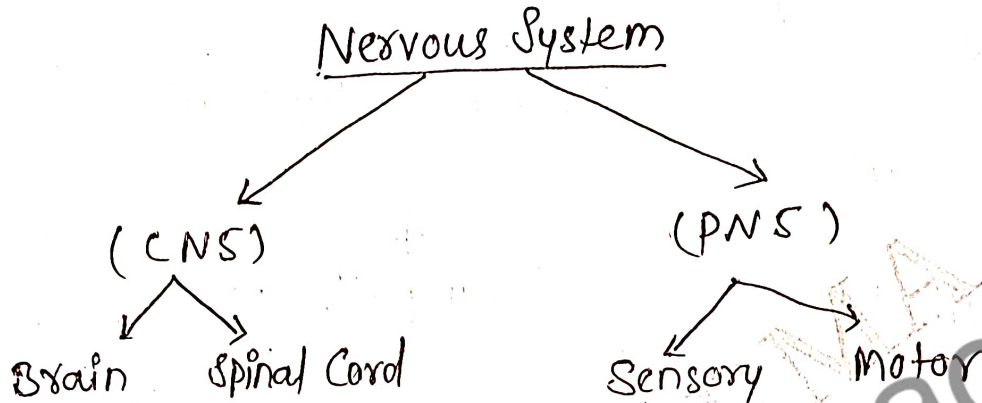 Nervous System
(CNS)
(PNS)
Brain
Spinal Cord
Sensory
Motor